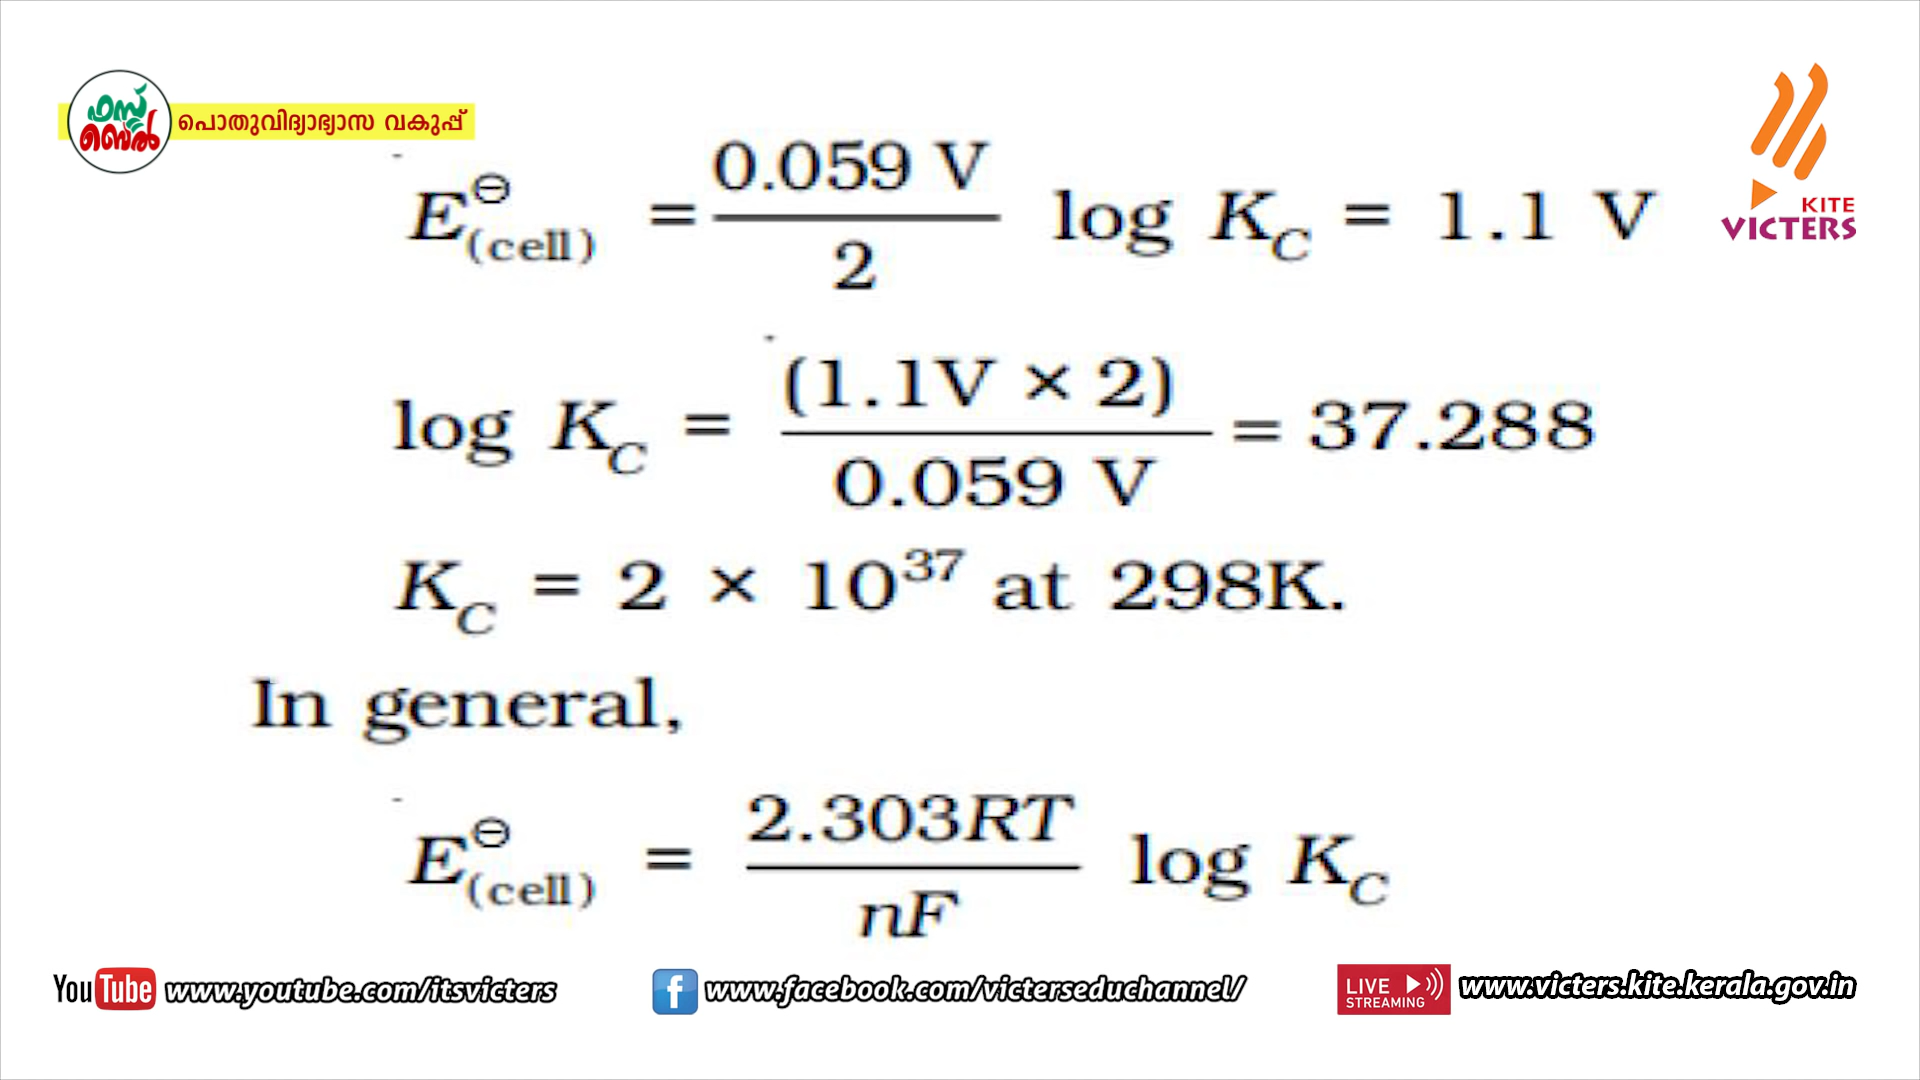 ഫസ്റ്റ്
ബെൽ
പൊതുവിദ്യാഭ്യാസ വകുപ്പ്
KITE
VICTERS
E⊖(cell) = 0.059 V / 2 log KC = 1.1 V
log KC = (1.1V × 2) / 0.059 V = 37.288
KC = 2 × 10³⁷ at 298K.
In general,
E⊖(cell) = 2.303RT / nF log KC
YouTube www.youtube.com/itsvicters
f www.facebook.com/victerseduchannel/
LIVE STREAMING www.victers.kite.kerala.gov.in